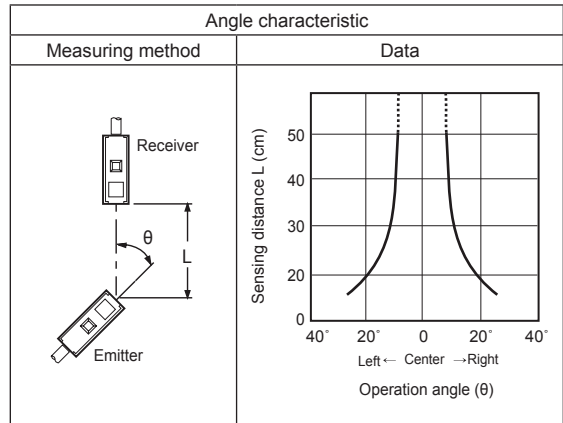 Angle characteristic
Measuring method
Data
Receiver
θ
L
Emitter
Sensing distance L (cm)
50
40
30
20
0
40˚ 20˚ 0 20˚ 40˚
Left ← Center →Right
Operation angle (θ)